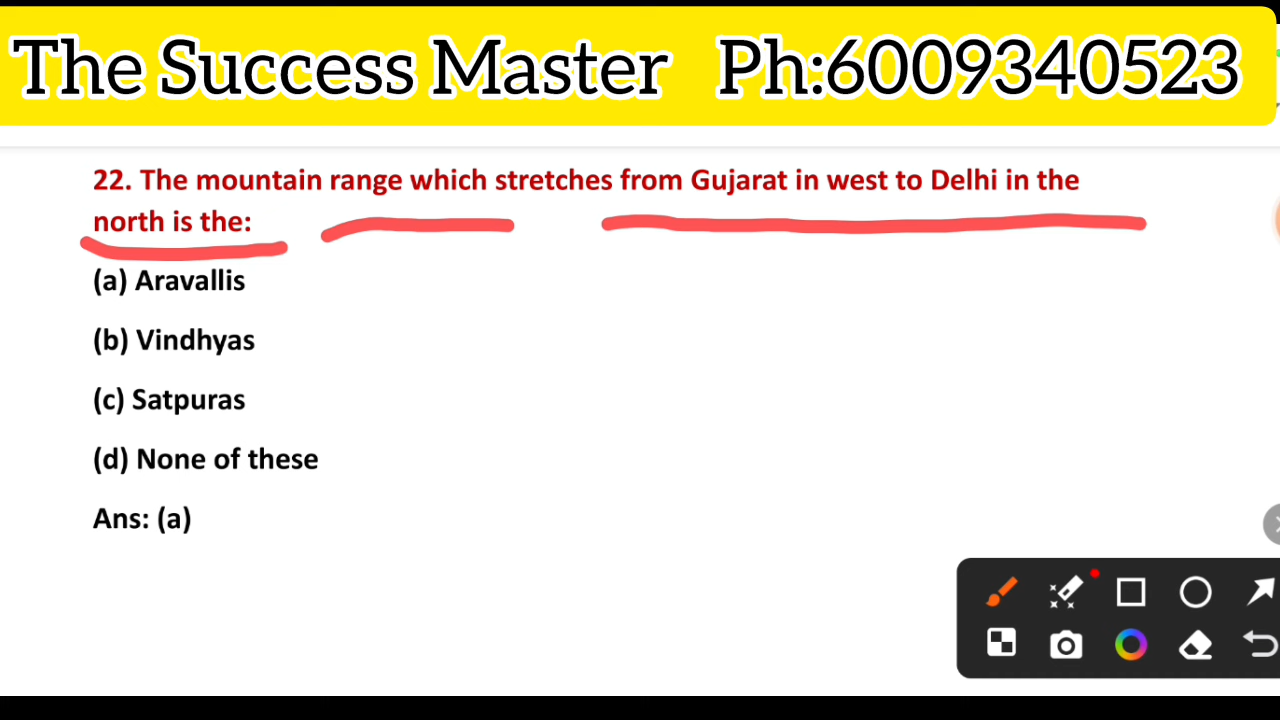 The Success Master Ph:6009340523
22. The mountain range which stretches from Gujarat in west to Delhi in the
north is the:
(a) Aravallis
(b) Vindhyas
(c) Satpuras
(d) None of these
Ans: (a)